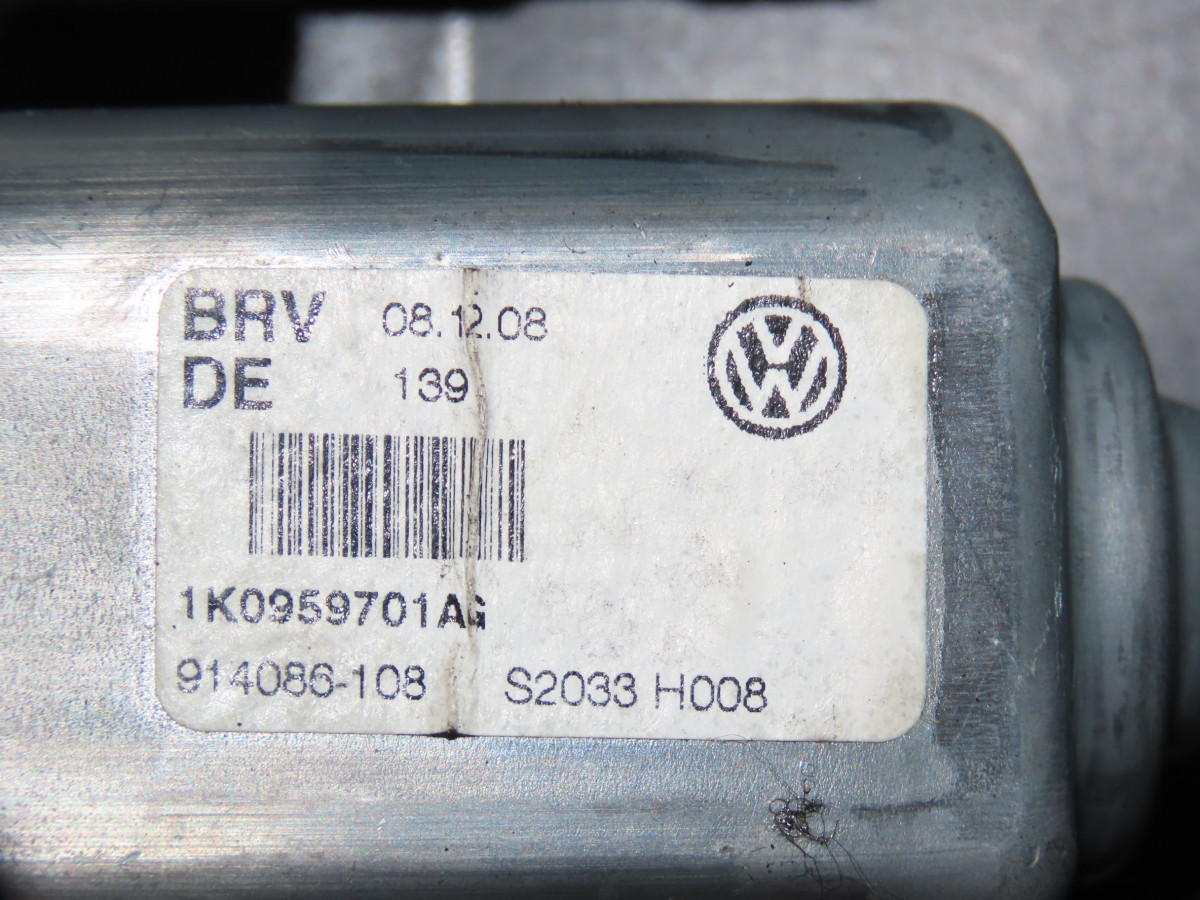 BRV 08.12.08
DE 139
1K0959701AG
914086-108 S2033 H008